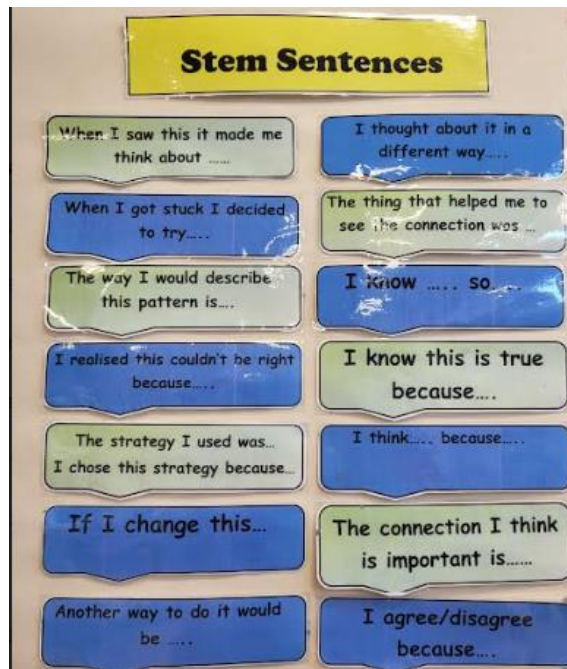 Stem Sentences
When I saw this it made me
think about ......
I thought about it in a
different way.....
When I got stuck I decided
to try.....
The thing that helped me to
see the connection was ...
The way I would describe
this pattern is....
I know ..... so. ...
I realised this couldn't be right
because.....
I know this is true
because....
The strategy I used was...
I chose this strategy because...
I think..... because.....
If I change this...
The connection I think
is important is......
Another way to do it would
be .....
I agree/disagree
because....